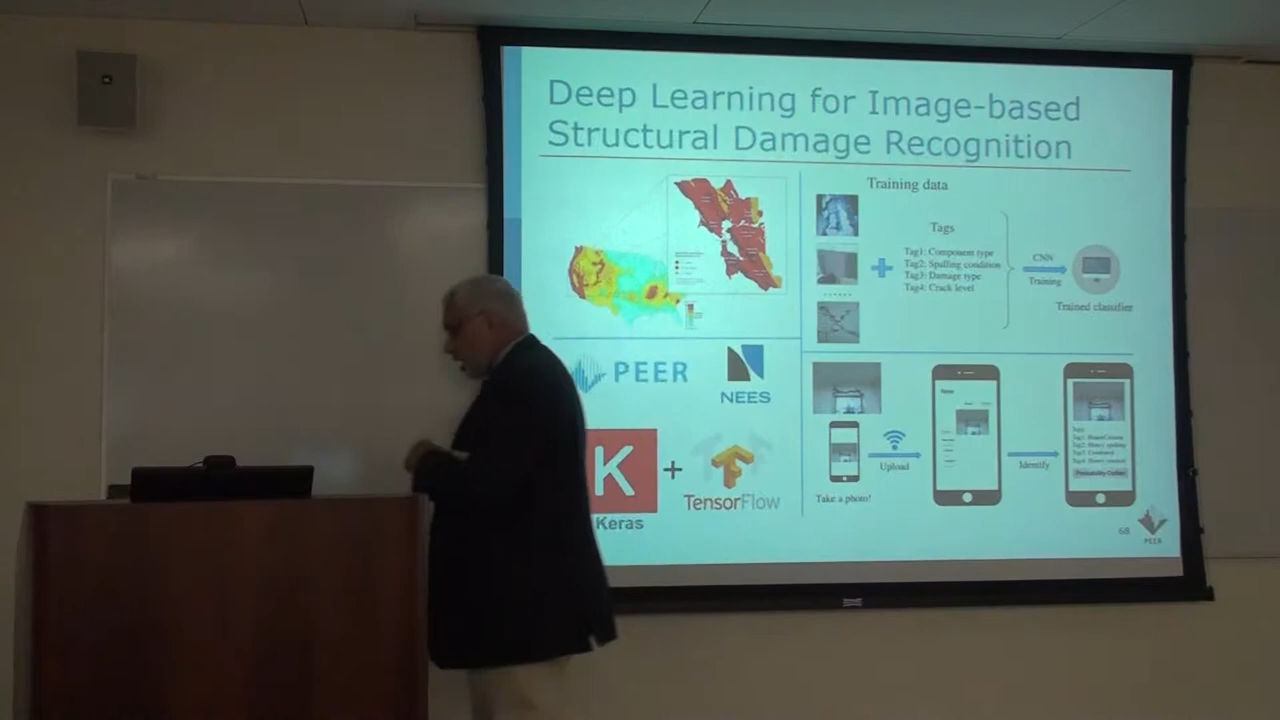 Deep Learning for Image-based
Structural Damage Recognition
Training data
Tags
Tag1: Component type
Tag2: Spalling condition
Tag3: Damage type
Tag4: Crack level
CNN
Training
Trained classifier
PEER
NEES
K
+
TensorFlow
Keras
Take a photo!
Upload
Identify
68
PEER